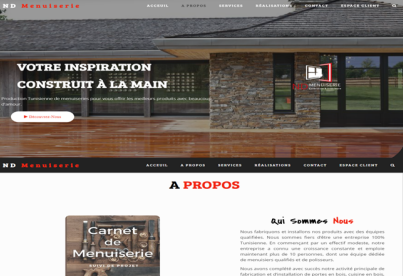 ND Menuiserie
ACCEUIL A PROPOS SERVICES RÉALISATIONS CONTACT ESPACE CLIENT
VOTRE INSPIRATION
CONSTRUIT À LA MAIN
MENUISERIE
Production Tunisienne de menuiseries pour vous offrir les meilleurs produits avec beaucoup
d'amour
Découvrez-Nous
ND Menuiserie
ACCEUIL A PROPOS SERVICES RÉALISATIONS CONTACT ESPACE CLIENT
A PROPOS
Carnet
de
Menuiserie
SUIVI DE PROJET
Qui Sommes Nous
Nous fabriquons et installons nos produits avec des équipes
qualifiées. Nous sommes fiers d'être une entreprise 100%
Tunisienne. En commençant par un effectif modeste, notre
entreprise a connu une croissance constante et emploie
maintenant plus de 10 personnes, dont une équipe dédiée
de menuisiers qualifiés et de polisseurs.
Nous avons complété avec succès notre activité principale de
fabrication et d'installation de portes en bois, cuisine en bois,